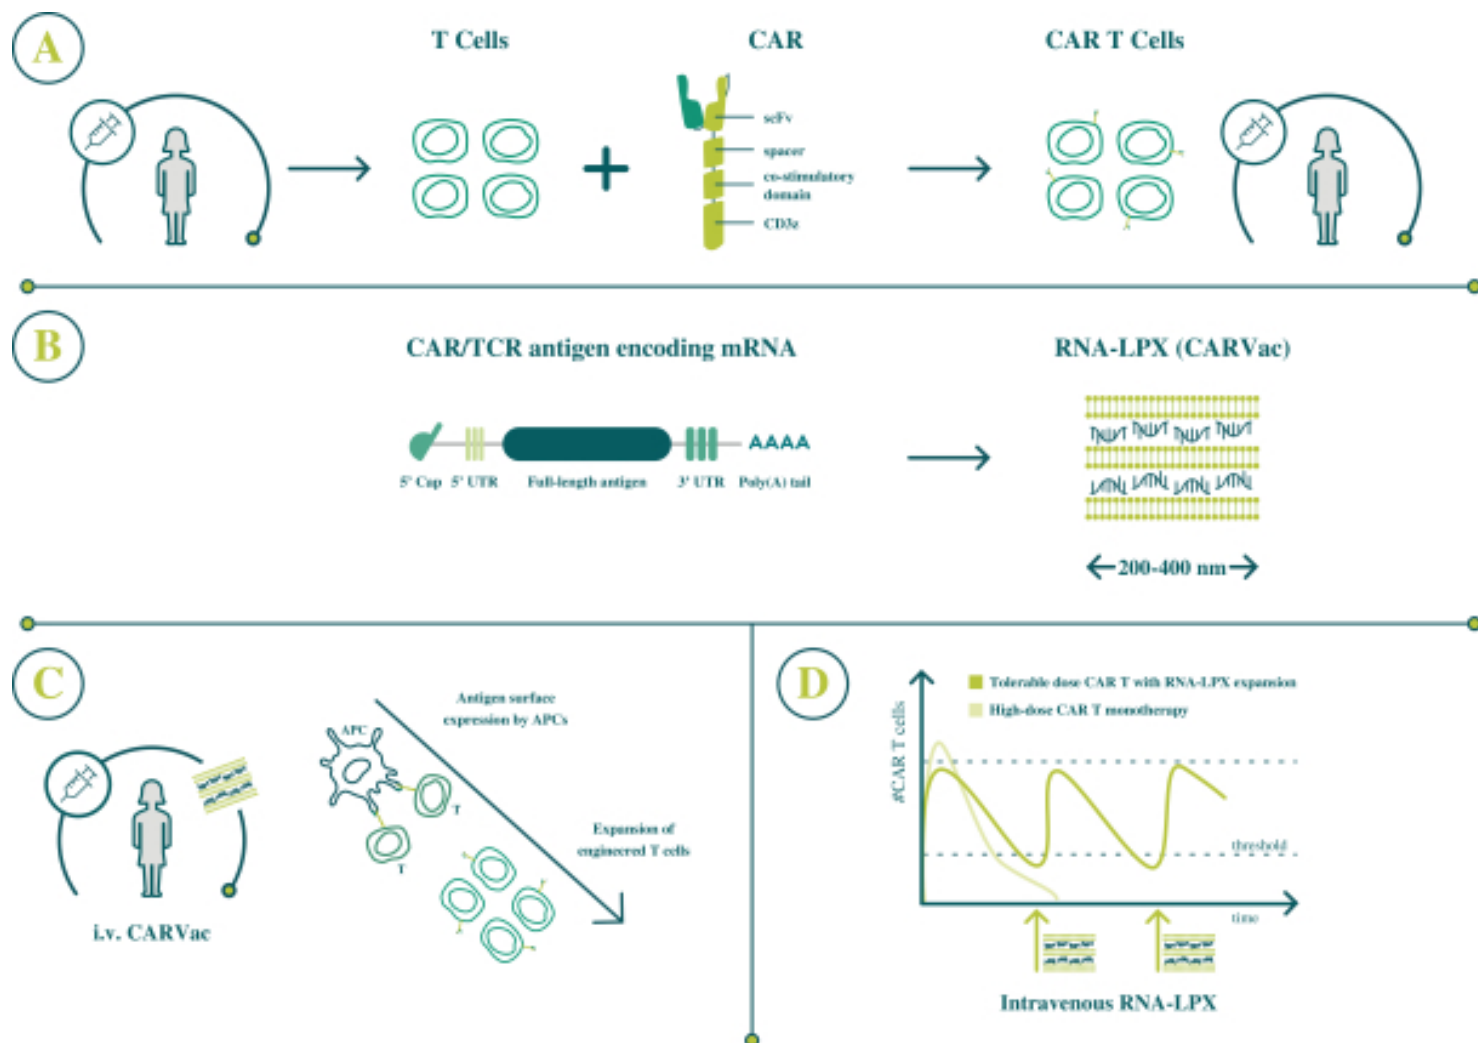 A
T Cells
CAR
CAR T Cells
scFv
spacer
co-stimulatory
domain
CD3z
B
CAR/TCR antigen encoding mRNA
RNA-LPX (CARVac)
AAAA
5' Cap
5' UTR
Full-length antigen
3' UTR
Poly(A) tail
200-400 nm
C
Antigen surface
expression by APCs
APC
T
T
Expansion of
engineered T cells
i.v. CARVac
D
Tolerable dose CAR T with RNA-LPX expansion
High-dose CAR T monotherapy
#CAR T cells
threshold
time
Intravenous RNA-LPX